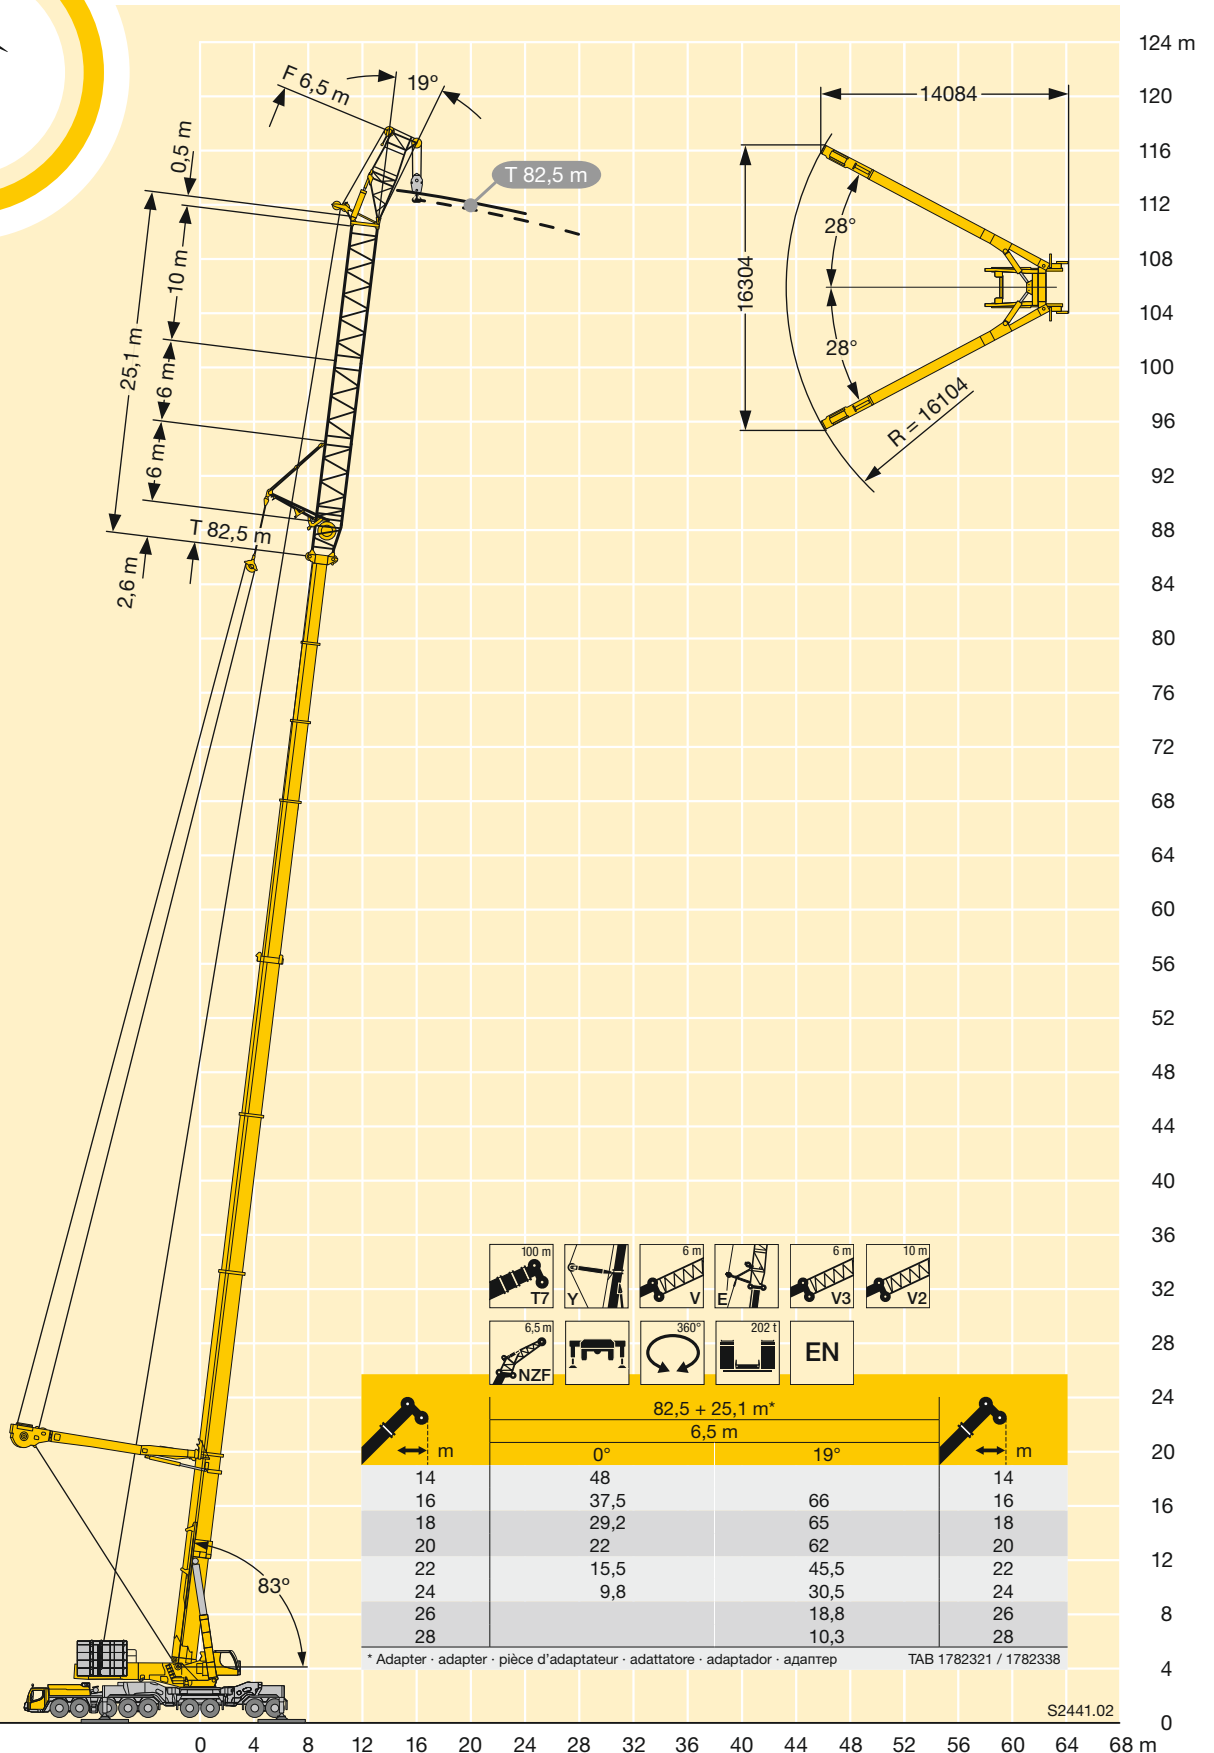 124 m
120
116
112
108
104
100
96
92
88
84
80
76
72
68
64
60
56
52
48
44
40
36
32
28
24
20
16
12
8
4
0
F 6,5 m
19°
0,5 m
T 82,5 m
10 m
25,1 m
6 m
6 m
T 82,5 m
2,6 m
14084
16304
28°
28°
R = 16104
83°
100 m
T7
Y
6 m
V
E
6 m
V3
10 m
V2
6,5 m
NZF
360°
202 t
EN
82,5 + 25,1 m*
6,5 m
m 0° 19° m
14 48 14
16 37,5 66 16
18 29,2 65 18
20 22 62 20
22 15,5 45,5 22
24 9,8 30,5 24
26 18,8 26
28 10,3 28
* Adapter · adapter · pièce d'adaptateur · adattatore · adaptador · адаптер TAB 1782321 / 1782338
S2441.02
0 4 8 12 16 20 24 28 32 36 40 44 48 52 56 60 64 68 m